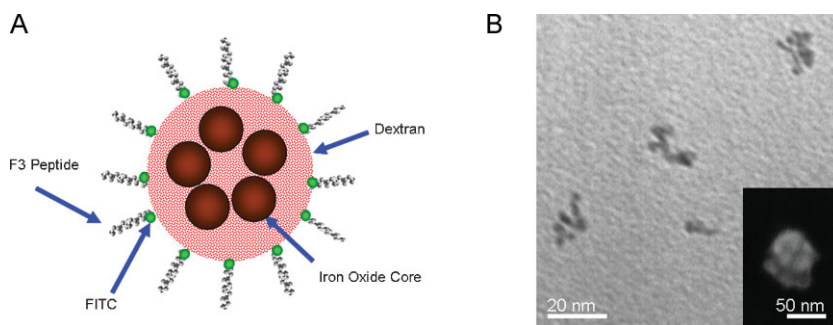 A
B
Dextran
F3 Peptide
Iron Oxide Core
FITC
20 nm
50 nm